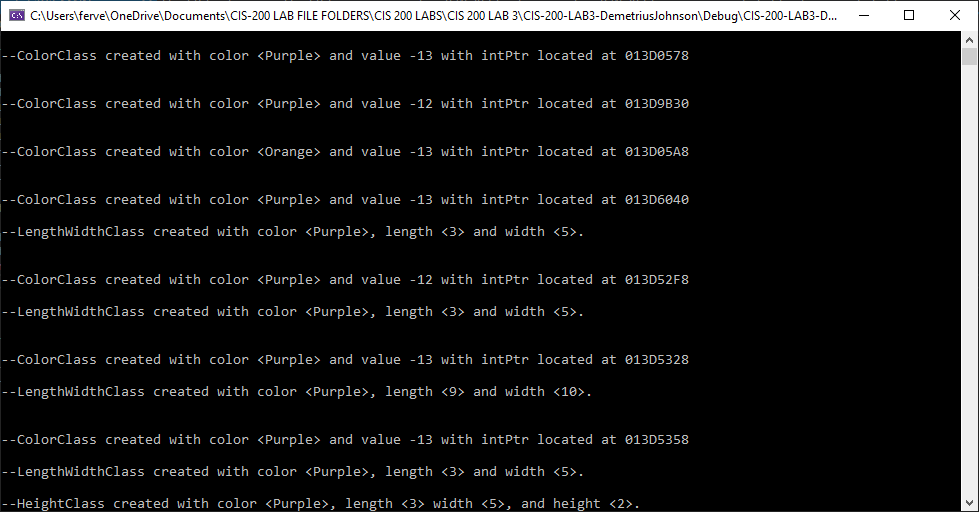 C:\Users\ferve\OneDrive\Documents\CIS-200 LAB FILE FOLDERS\CIS 200 LABS\CIS 200 LAB 3\CIS-200-LAB3-DemetriusJohnson\Debug\CIS-200-LAB3-D...
--ColorClass created with color <Purple> and value -13 with intPtr located at 013D0578
--ColorClass created with color <Purple> and value -12 with intPtr located at 013D9B30
--ColorClass created with color <Orange> and value -13 with intPtr located at 013D05A8
--ColorClass created with color <Purple> and value -13 with intPtr located at 013D6040
--LengthWidthClass created with color <Purple>, length <3> and width <5>.
--ColorClass created with color <Purple> and value -12 with intPtr located at 013D52F8
--LengthWidthClass created with color <Purple>, length <3> and width <5>.
--ColorClass created with color <Purple> and value -13 with intPtr located at 013D5328
--LengthWidthClass created with color <Purple>, length <9> and width <10>.
--ColorClass created with color <Purple> and value -13 with intPtr located at 013D5358
--LengthWidthClass created with color <Purple>, length <3> and width <5>.
--HeightClass created with color <Purple>, length <3> width <5>, and height <2>.